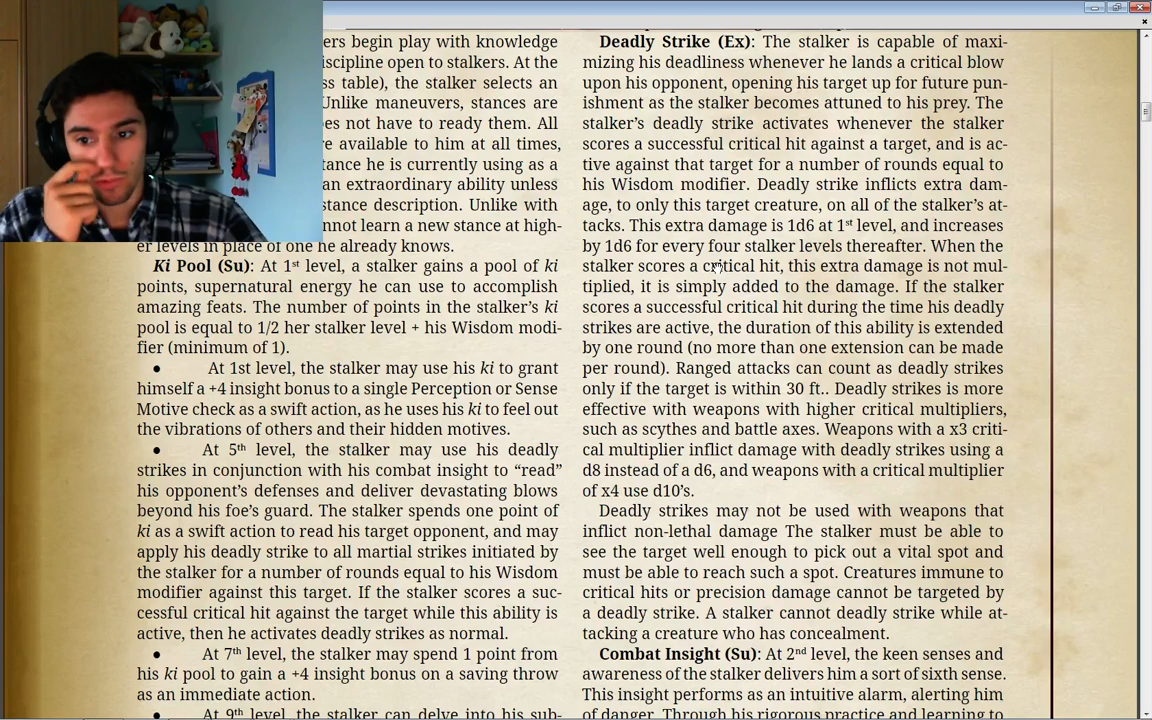 ers begin play with knowledge
iscipline open to stalkers. At the
ss table), the stalker selects an
Unlike maneuvers, stances are
oes not have to ready them. All
re available to him at all times,
tance he is currently using as a
an extraordinary ability unless
stance description. Unlike with
nnot learn a new stance at high-
er levels in place of one he already knows.
Ki Pool (Su): At 1st level, a stalker gains a pool of ki
points, supernatural energy he can use to accomplish
amazing feats. The number of points in the stalker's ki
pool is equal to 1/2 her stalker level + his Wisdom modi-
fier (minimum of 1).
• At 1st level, the stalker may use his ki to grant
himself a +4 insight bonus to a single Perception or Sense
Motive check as a swift action, as he uses his ki to feel out
the vibrations of others and their hidden motives.
• At 5th level, the stalker may use his deadly
strikes in conjunction with his combat insight to “read”
his opponent's defenses and deliver devastating blows
beyond his foe's guard. The stalker spends one point of
ki as a swift action to read his target opponent, and may
apply his deadly strike to all martial strikes initiated by
the stalker for a number of rounds equal to his Wisdom
modifier against this target. If the stalker scores a suc-
cessful critical hit against the target while this ability is
active, then he activates deadly strikes as normal.
• At 7th level, the stalker may spend 1 point from
his ki pool to gain a +4 insight bonus on a saving throw
as an immediate action.
• At 9th level, the stalker can delve into his sub-
Deadly Strike (Ex): The stalker is capable of maxi-
mizing his deadliness whenever he lands a critical blow
upon his opponent, opening his target up for future pun-
ishment as the stalker becomes attuned to his prey. The
stalker's deadly strike activates whenever the stalker
scores a successful critical hit against a target, and is ac-
tive against that target for a number of rounds equal to
his Wisdom modifier. Deadly strike inflicts extra dam-
age, to only this target creature, on all of the stalker's at-
tacks. This extra damage is 1d6 at 1st level, and increases
by 1d6 for every four stalker levels thereafter. When the
stalker scores a critical hit, this extra damage is not mul-
tiplied, it is simply added to the damage. If the stalker
scores a successful critical hit during the time his deadly
strikes are active, the duration of this ability is extended
by one round (no more than one extension can be made
per round). Ranged attacks can count as deadly strikes
only if the target is within 30 ft.. Deadly strikes is more
effective with weapons with higher critical multipliers,
such as scythes and battle axes. Weapons with a x3 criti-
cal multiplier inflict damage with deadly strikes using a
d8 instead of a d6, and weapons with a critical multiplier
of x4 use d10's.
Deadly strikes may not be used with weapons that
inflict non-lethal damage The stalker must be able to
see the target well enough to pick out a vital spot and
must be able to reach such a spot. Creatures immune to
critical hits or precision damage cannot be targeted by
a deadly strike. A stalker cannot deadly strike while at-
tacking a creature who has concealment.
Combat Insight (Su): At 2nd level, the keen senses and
awareness of the stalker delivers him a sort of sixth sense.
This insight performs as an intuitive alarm, alerting him
of danger. Through his rigorous practice and learning to